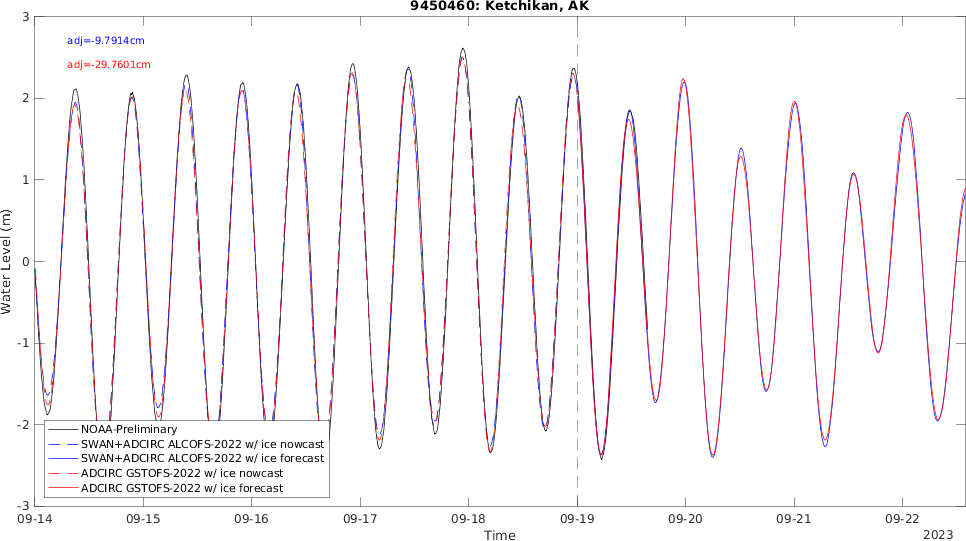 9450460: Ketchikan, AK
adj=-9.7914cm
adj=-29.7601cm
3
2
1
0
-1
-2
-3
Water Level (m)
NOAA-Preliminary
SWAN+ADCIRC ALCOFS-2022 w/ ice nowcast
SWAN+ADCIRC ALCOFS-2022 w/ ice forecast
ADCIRC GSTOFS-2022 w/ ice nowcast
ADCIRC GSTOFS-2022 w/ ice forecast
09-14 09-15 09-16 09-17 09-18 09-19 09-20 09-21 09-22
Time
2023